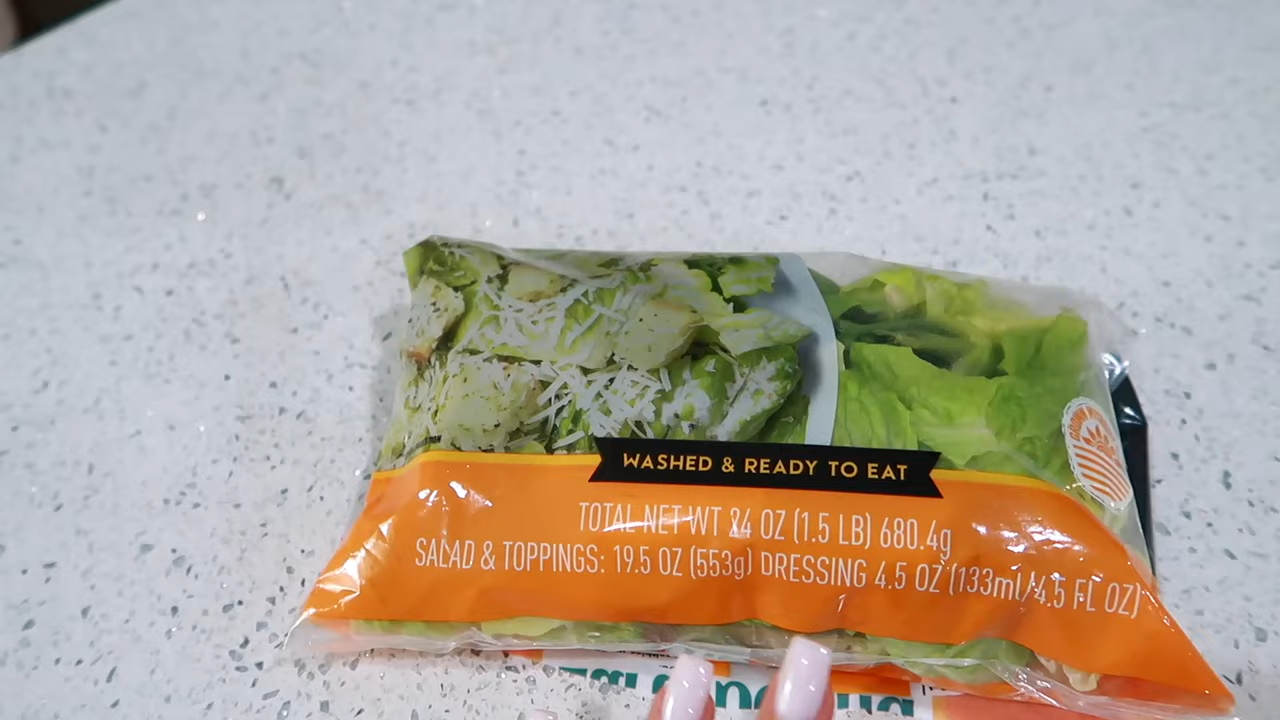 WASHED & READY TO EAT
TOTAL NET WT 24 OZ (1.5 LB) 680.4g
SALAD & TOPPINGS: 19.5 OZ (553g) DRESSING 4.5 OZ (133ml/4.5 FL OZ)